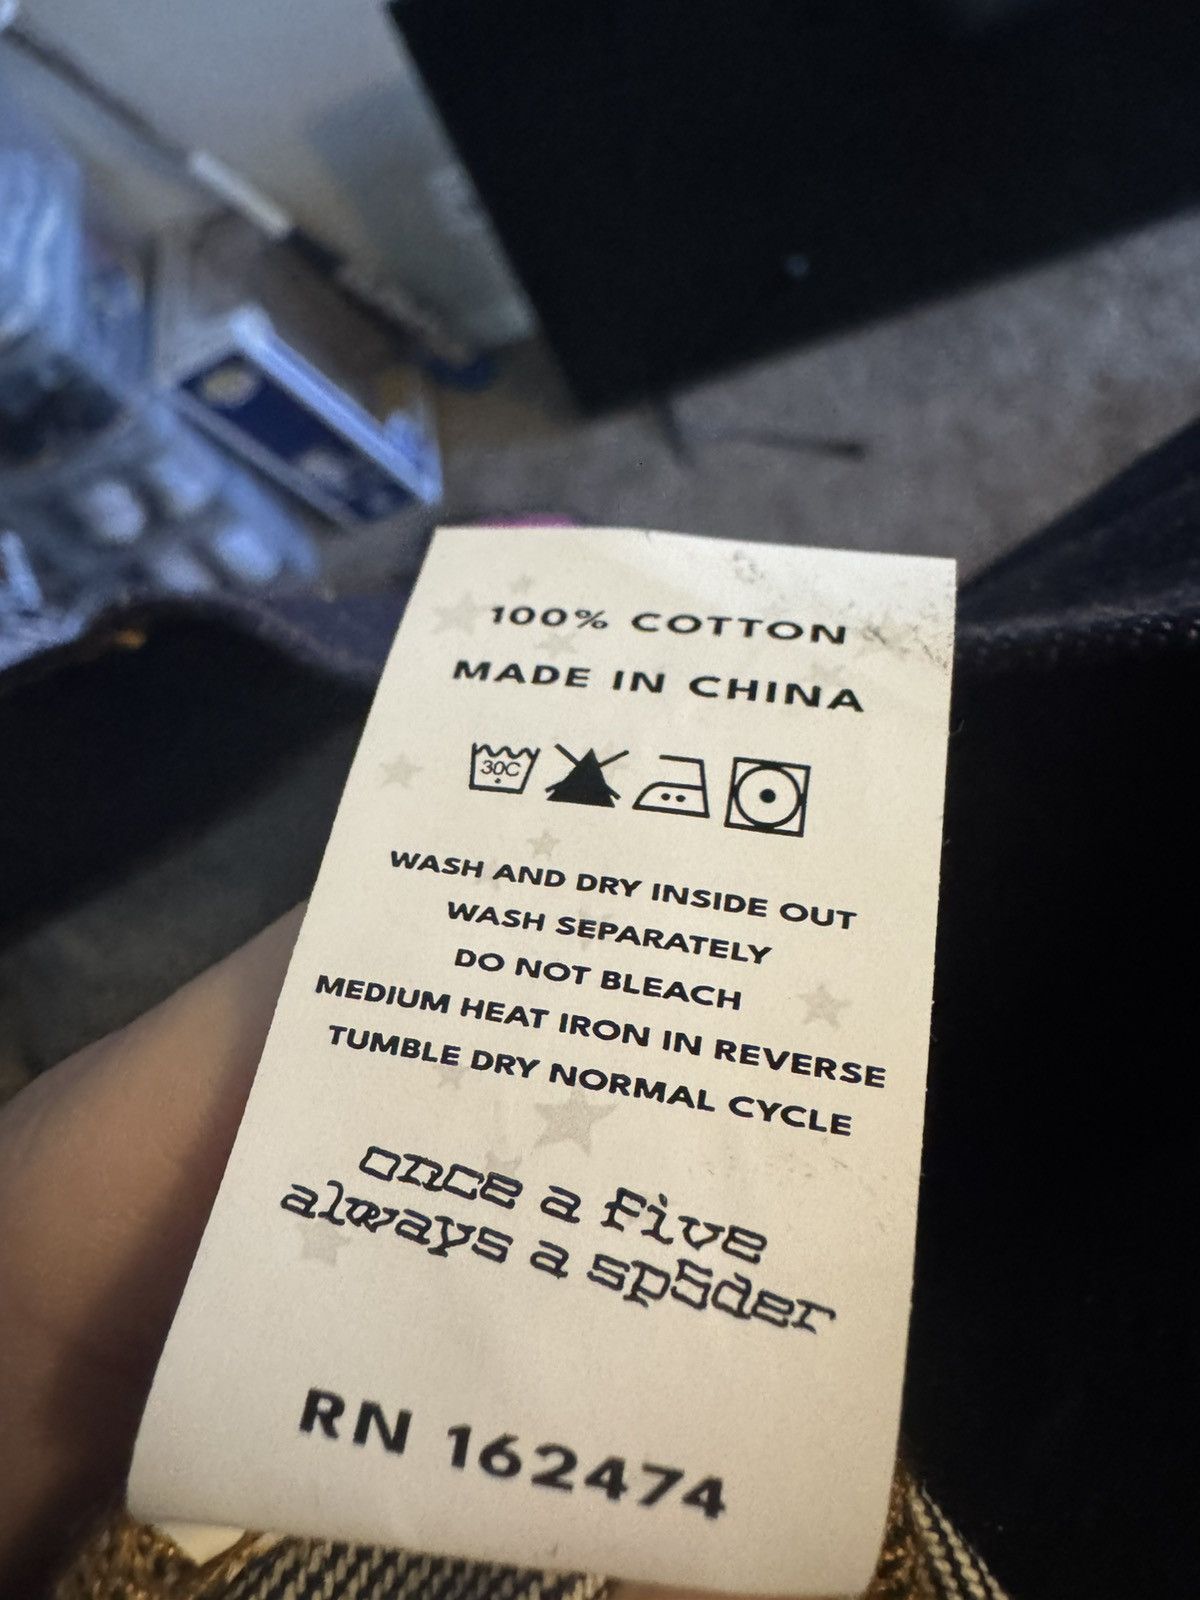 100% COTTON
MADE IN CHINA
30C
WASH AND DRY INSIDE OUT
WASH SEPARATELY
DO NOT BLEACH
MEDIUM HEAT IRON IN REVERSE
TUMBLE DRY NORMAL CYCLE
once a five
always a sp5der
RN 162474